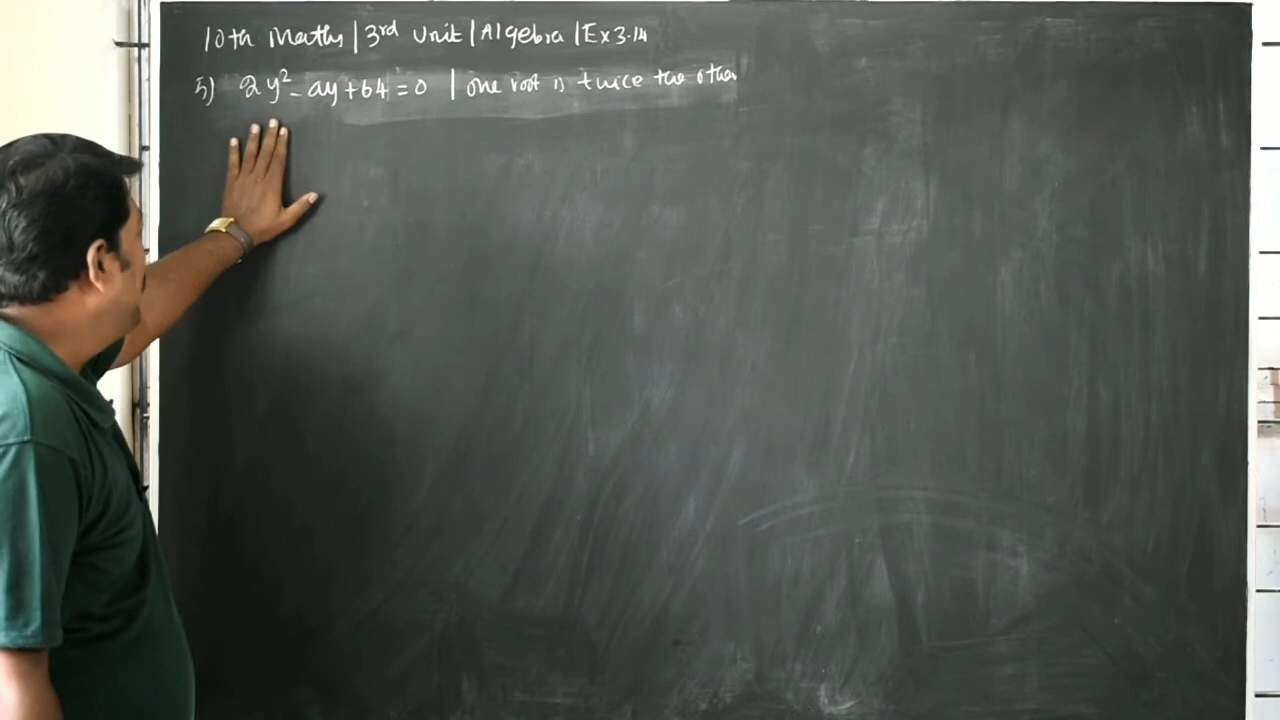 10th Maths | 3rd Unit | Algebra | Ex 3.14
5) 2y² - ay + 64 = 0 | one root is twice the other